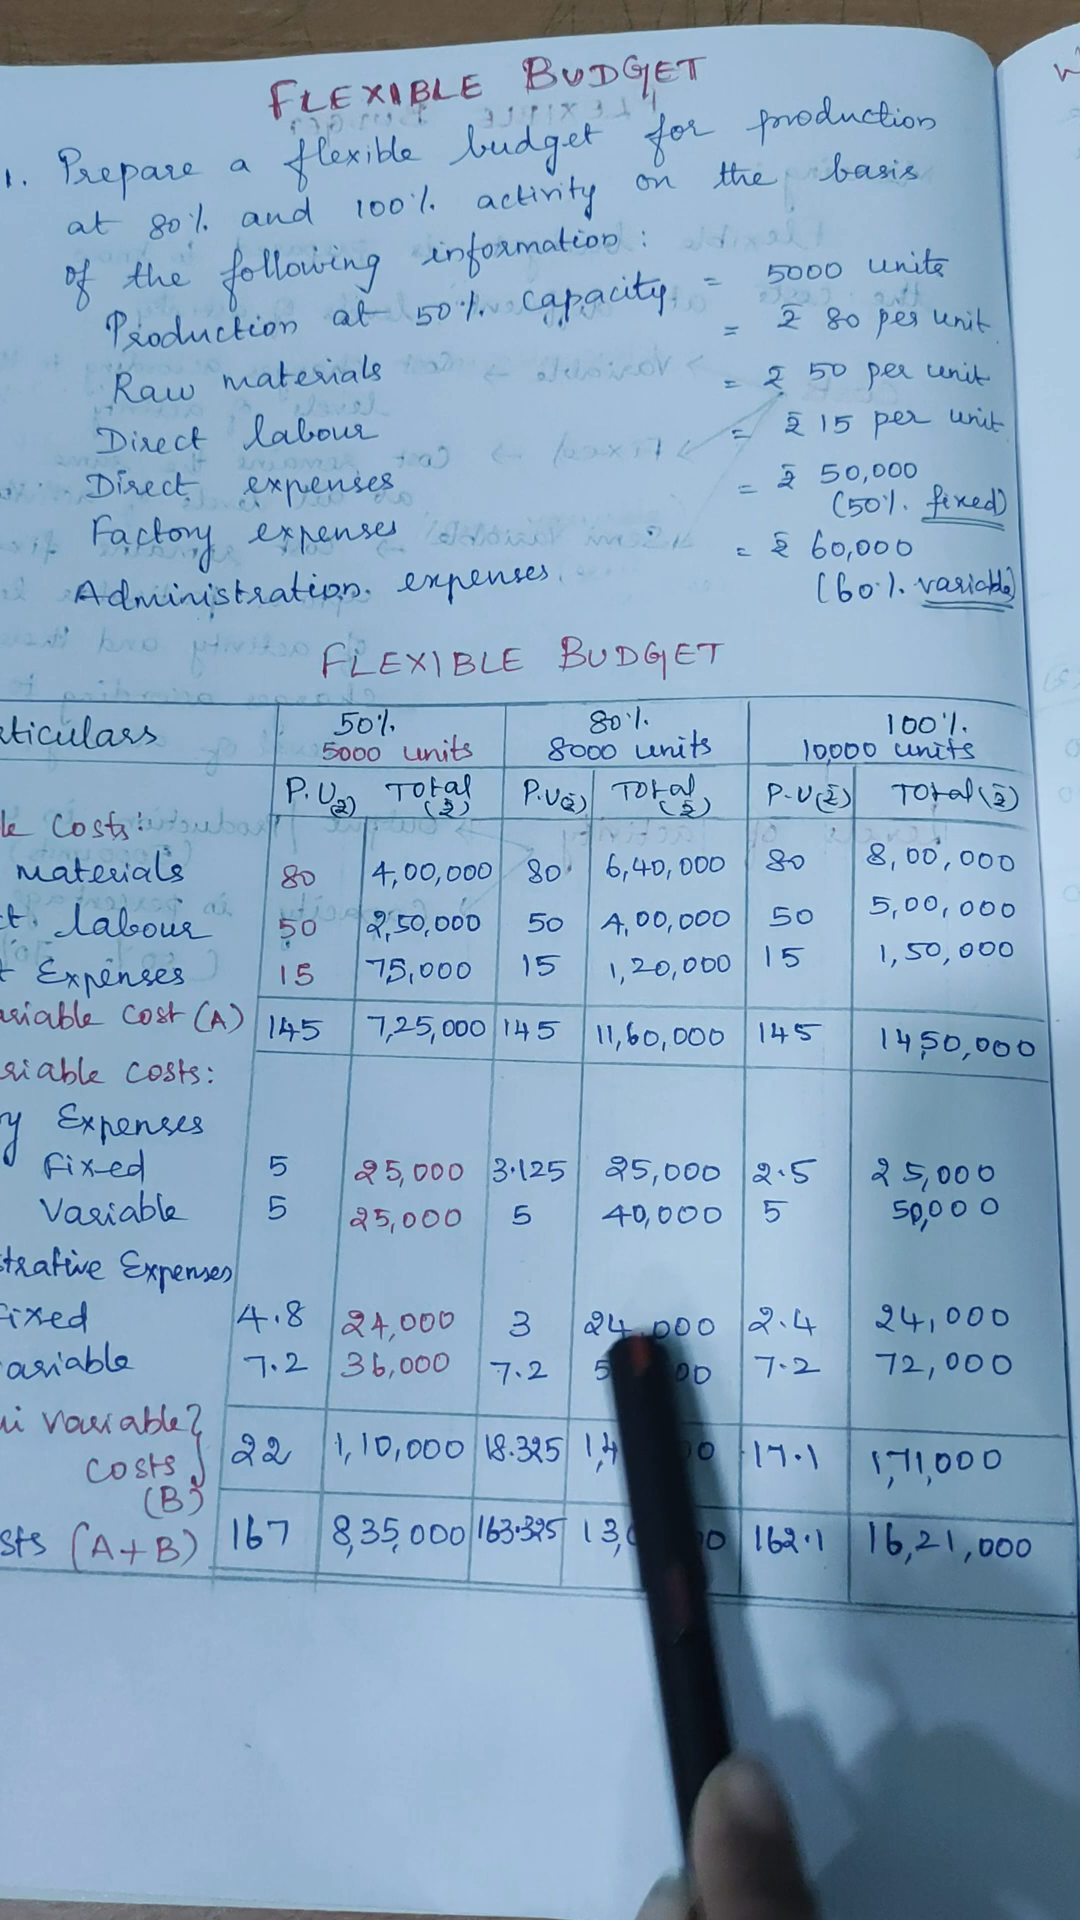 FLEXIBLE BUDGET
1. Prepare a flexible budget for production
at 80% and 100% activity on the basis
of the following information:
Production at 50% capacity = 5000 units
Raw materials = ₹ 80 per unit
Direct labour = ₹ 50 per unit
Direct expenses = ₹ 15 per unit
Factory expenses = ₹ 50,000
(50% fixed)
Administration expenses = ₹ 60,000
(60% variable)
FLEXIBLE BUDGET
ticulars 50% 80% 100%
5000 units 8000 units 10,000 units
P.U(₹) Total (₹) P.U(₹) Total (₹) P.U(₹) Total (₹)
le Costs:
materials 80 4,00,000 80 6,40,000 80 8,00,000
t labour 50 2,50,000 50 4,00,000 50 5,00,000
t Expenses 15 75,000 15 1,20,000 15 1,50,000
ariable Cost (A) 145 7,25,000 145 11,60,000 145 14,50,000
riable Costs:
y Expenses
Fixed 5 25,000 3.125 25,000 2.5 25,000
Variable 5 25,000 5 40,000 5 50,000
trative Expenses
Fixed 4.8 24,000 3 24,000 2.4 24,000
ariable 7.2 36,000 7.2 7.2 72,000
i Variable
Costs 22 1,10,000 18.325 17.1 1,71,000
(B)
sts (A+B) 167 8,35,000 163.325 162.1 16,21,000